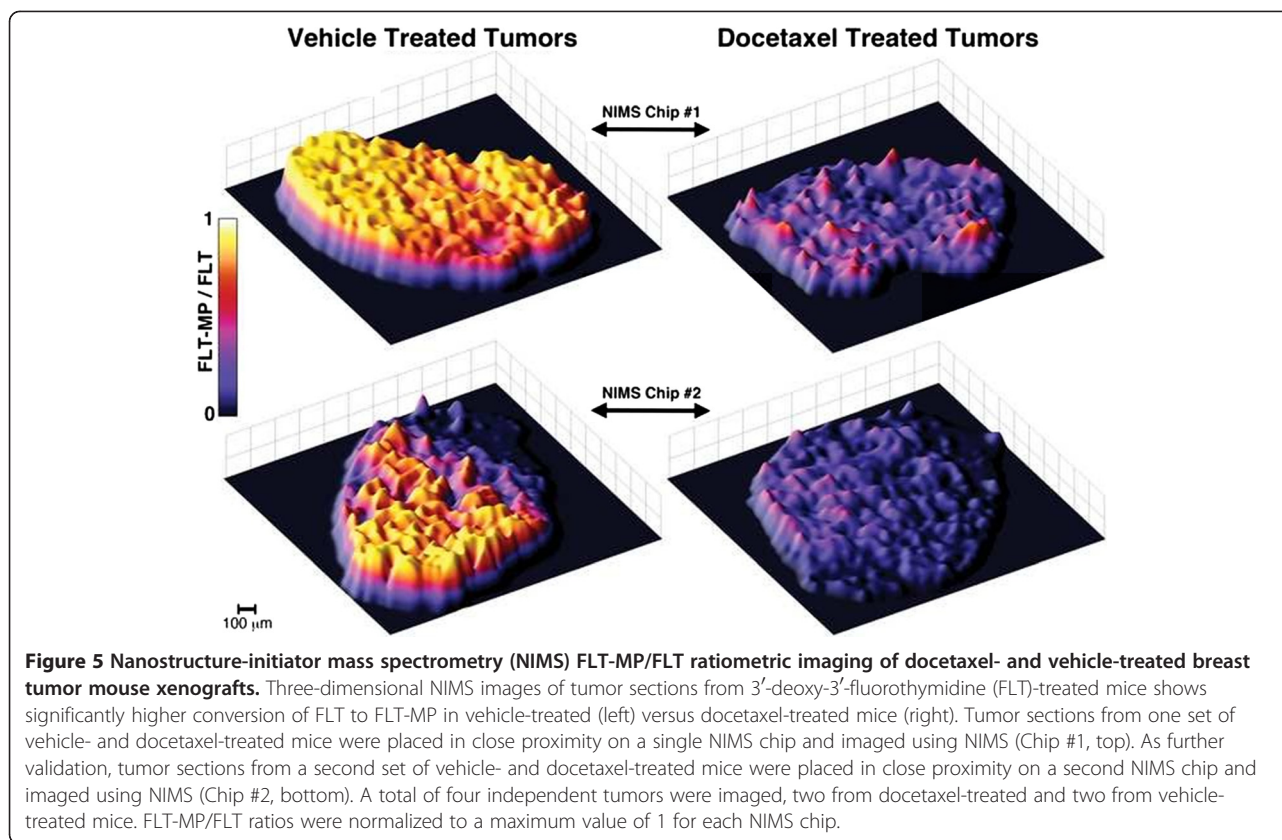 Vehicle Treated Tumors
Docetaxel Treated Tumors
NIMS Chip #1
1
FLT-MP / FLT
0
NIMS Chip #2
100 μm
Figure 5 Nanostructure-initiator mass spectrometry (NIMS) FLT-MP/FLT ratiometric imaging of docetaxel- and vehicle-treated breast
tumor mouse xenografts. Three-dimensional NIMS images of tumor sections from 3′-deoxy-3′-fluorothymidine (FLT)-treated mice shows
significantly higher conversion of FLT to FLT-MP in vehicle-treated (left) versus docetaxel-treated mice (right). Tumor sections from one set of
vehicle- and docetaxel-treated mice were placed in close proximity on a single NIMS chip and imaged using NIMS (Chip #1, top). As further
validation, tumor sections from a second set of vehicle- and docetaxel-treated mice were placed in close proximity on a second NIMS chip and
imaged using NIMS (Chip #2, bottom). A total of four independent tumors were imaged, two from docetaxel-treated and two from vehicle-
treated mice. FLT-MP/FLT ratios were normalized to a maximum value of 1 for each NIMS chip.